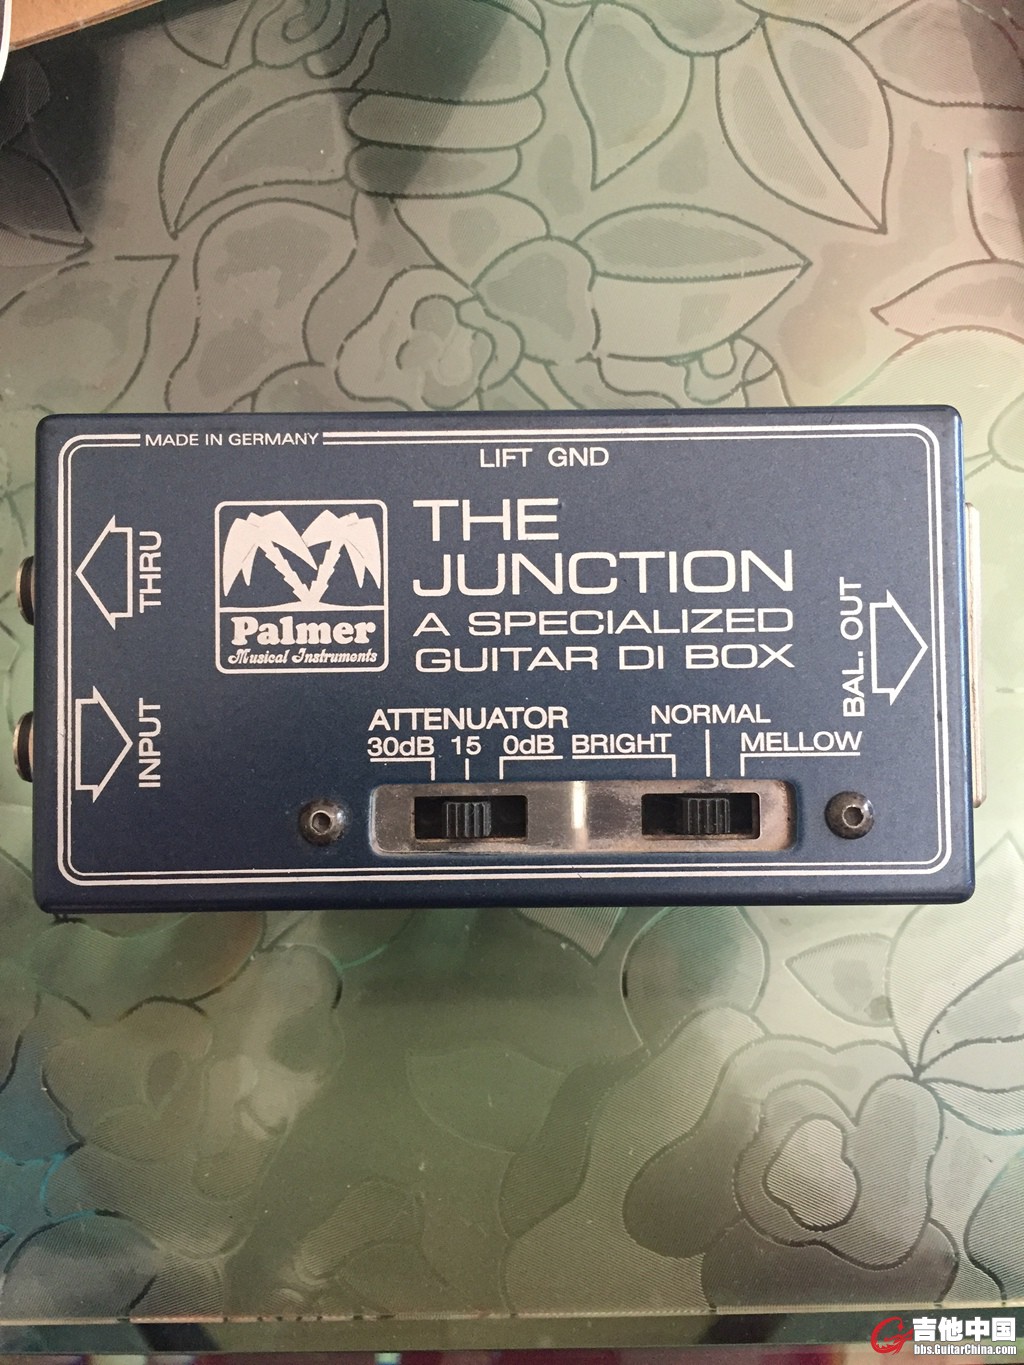 MADE IN GERMANY
LIFT GND
THE
JUNCTION
A SPECIALIZED
GUITAR DI BOX
Palmer
Musical Instruments
THRU
INPUT
BAL. OUT
ATTENUATOR
30dB 15 0dB
NORMAL
BRIGHT MELLOW
吉他中国
bbs.GuitarChina.com